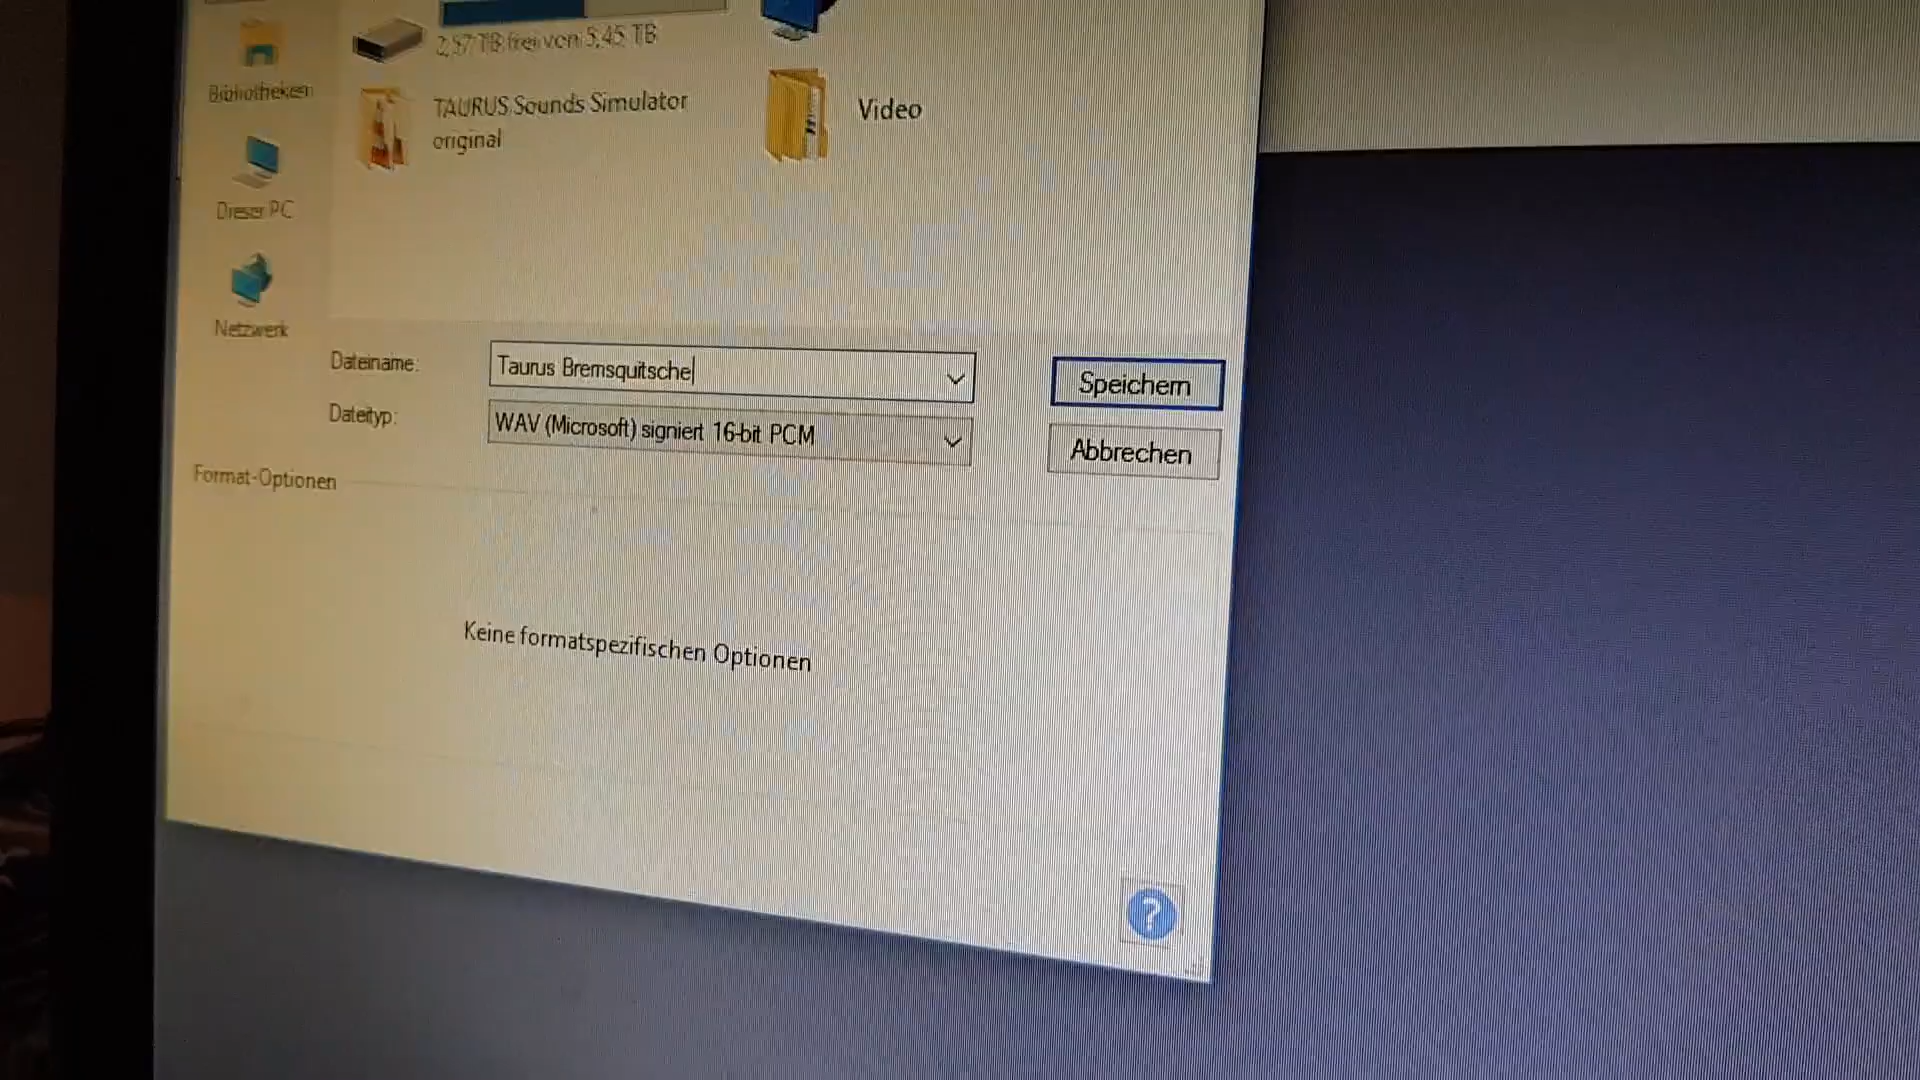 2,57 TB frei von 5,45 TB
Bibliotheken
TAURUS Sounds Simulator
original
Video
Dieser PC
Netzwerk
Dateiname:
Taurus Bremsquitsche
Speichern
Dateityp:
WAV (Microsoft) signiert 16-bit PCM
Abbrechen
Format-Optionen
Keine formatspezifischen Optionen
?